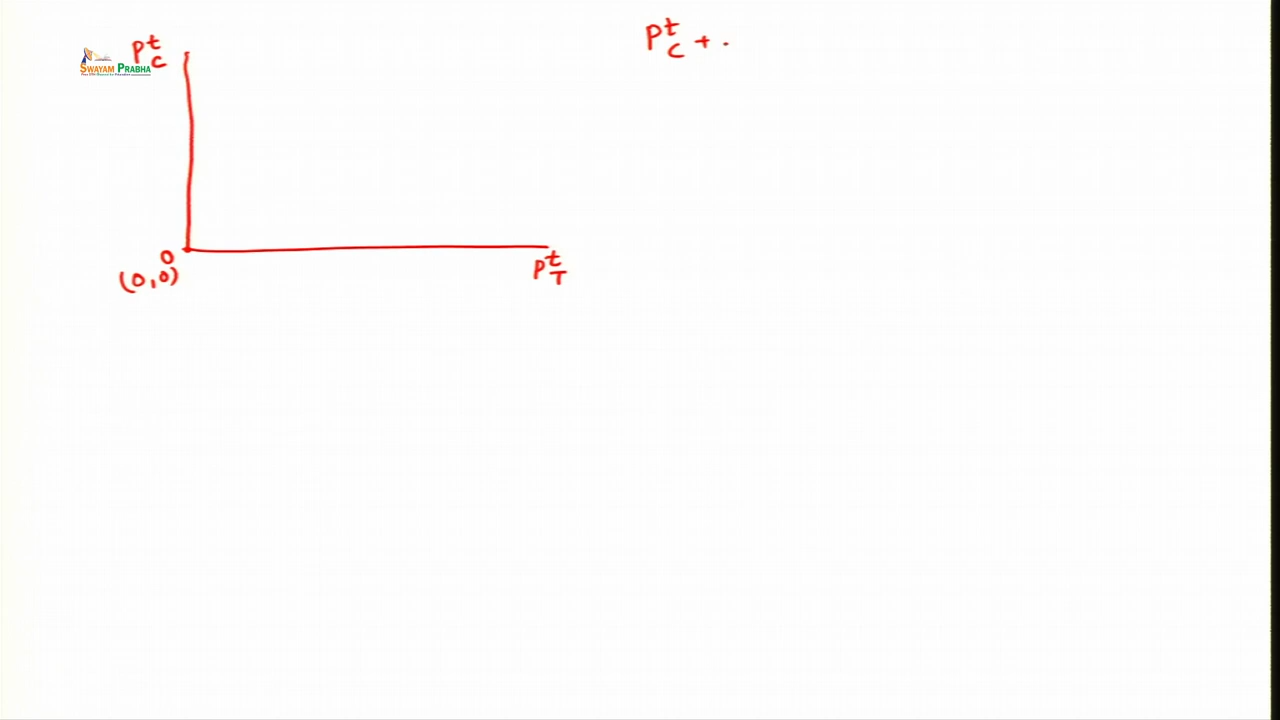 P^t_C
SWAYAM PRABHA
P^t_C + .
0
(0,0)
P^t_T